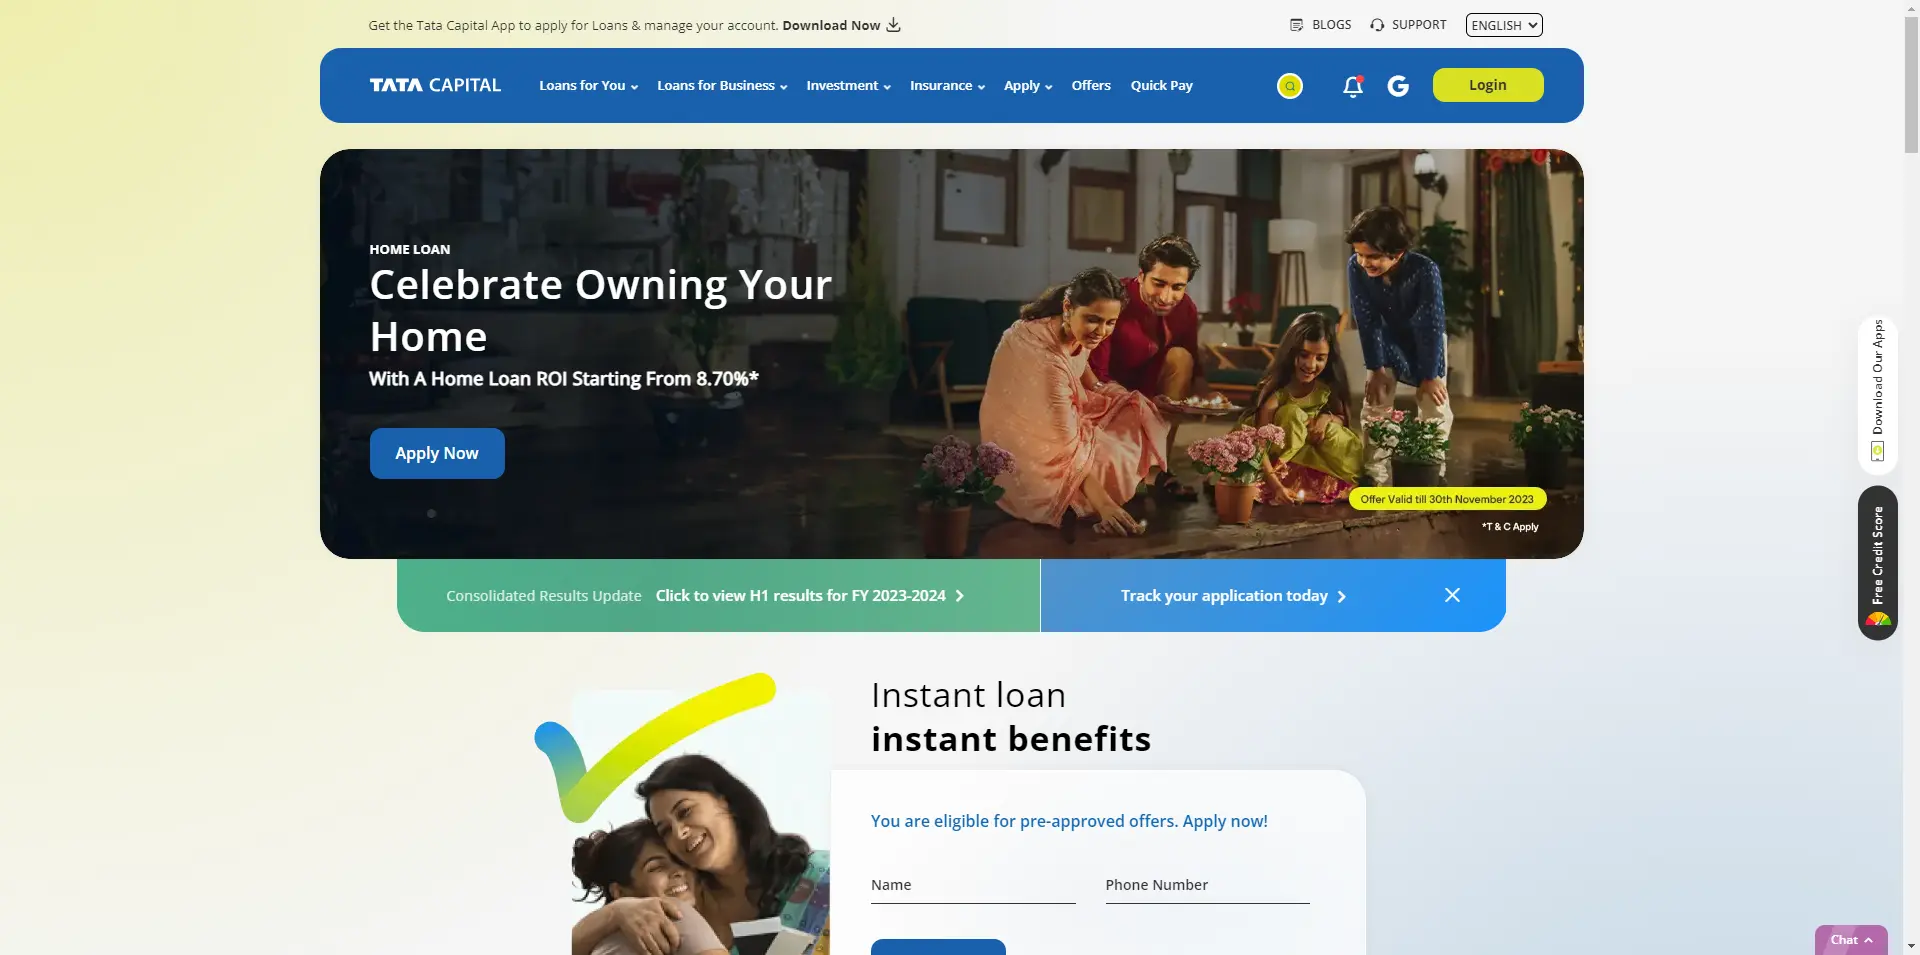 Get the Tata Capital App to apply for Loans & manage your account. Download Now
BLOGS
SUPPORT
ENGLISH
TATA CAPITAL
Loans for You
Loans for Business
Investment
Insurance
Apply
Offers
Quick Pay
Login
HOME LOAN
Celebrate Owning Your
Home
With A Home Loan ROI Starting From 8.70%*
Apply Now
Offer Valid till 30th November 2023
*T & C Apply
Download Our Apps
Free Credit Score
Consolidated Results Update Click to view H1 results for FY 2023-2024
Track your application today
Instant loan
instant benefits
You are eligible for pre-approved offers. Apply now!
Name
Phone Number
Chat